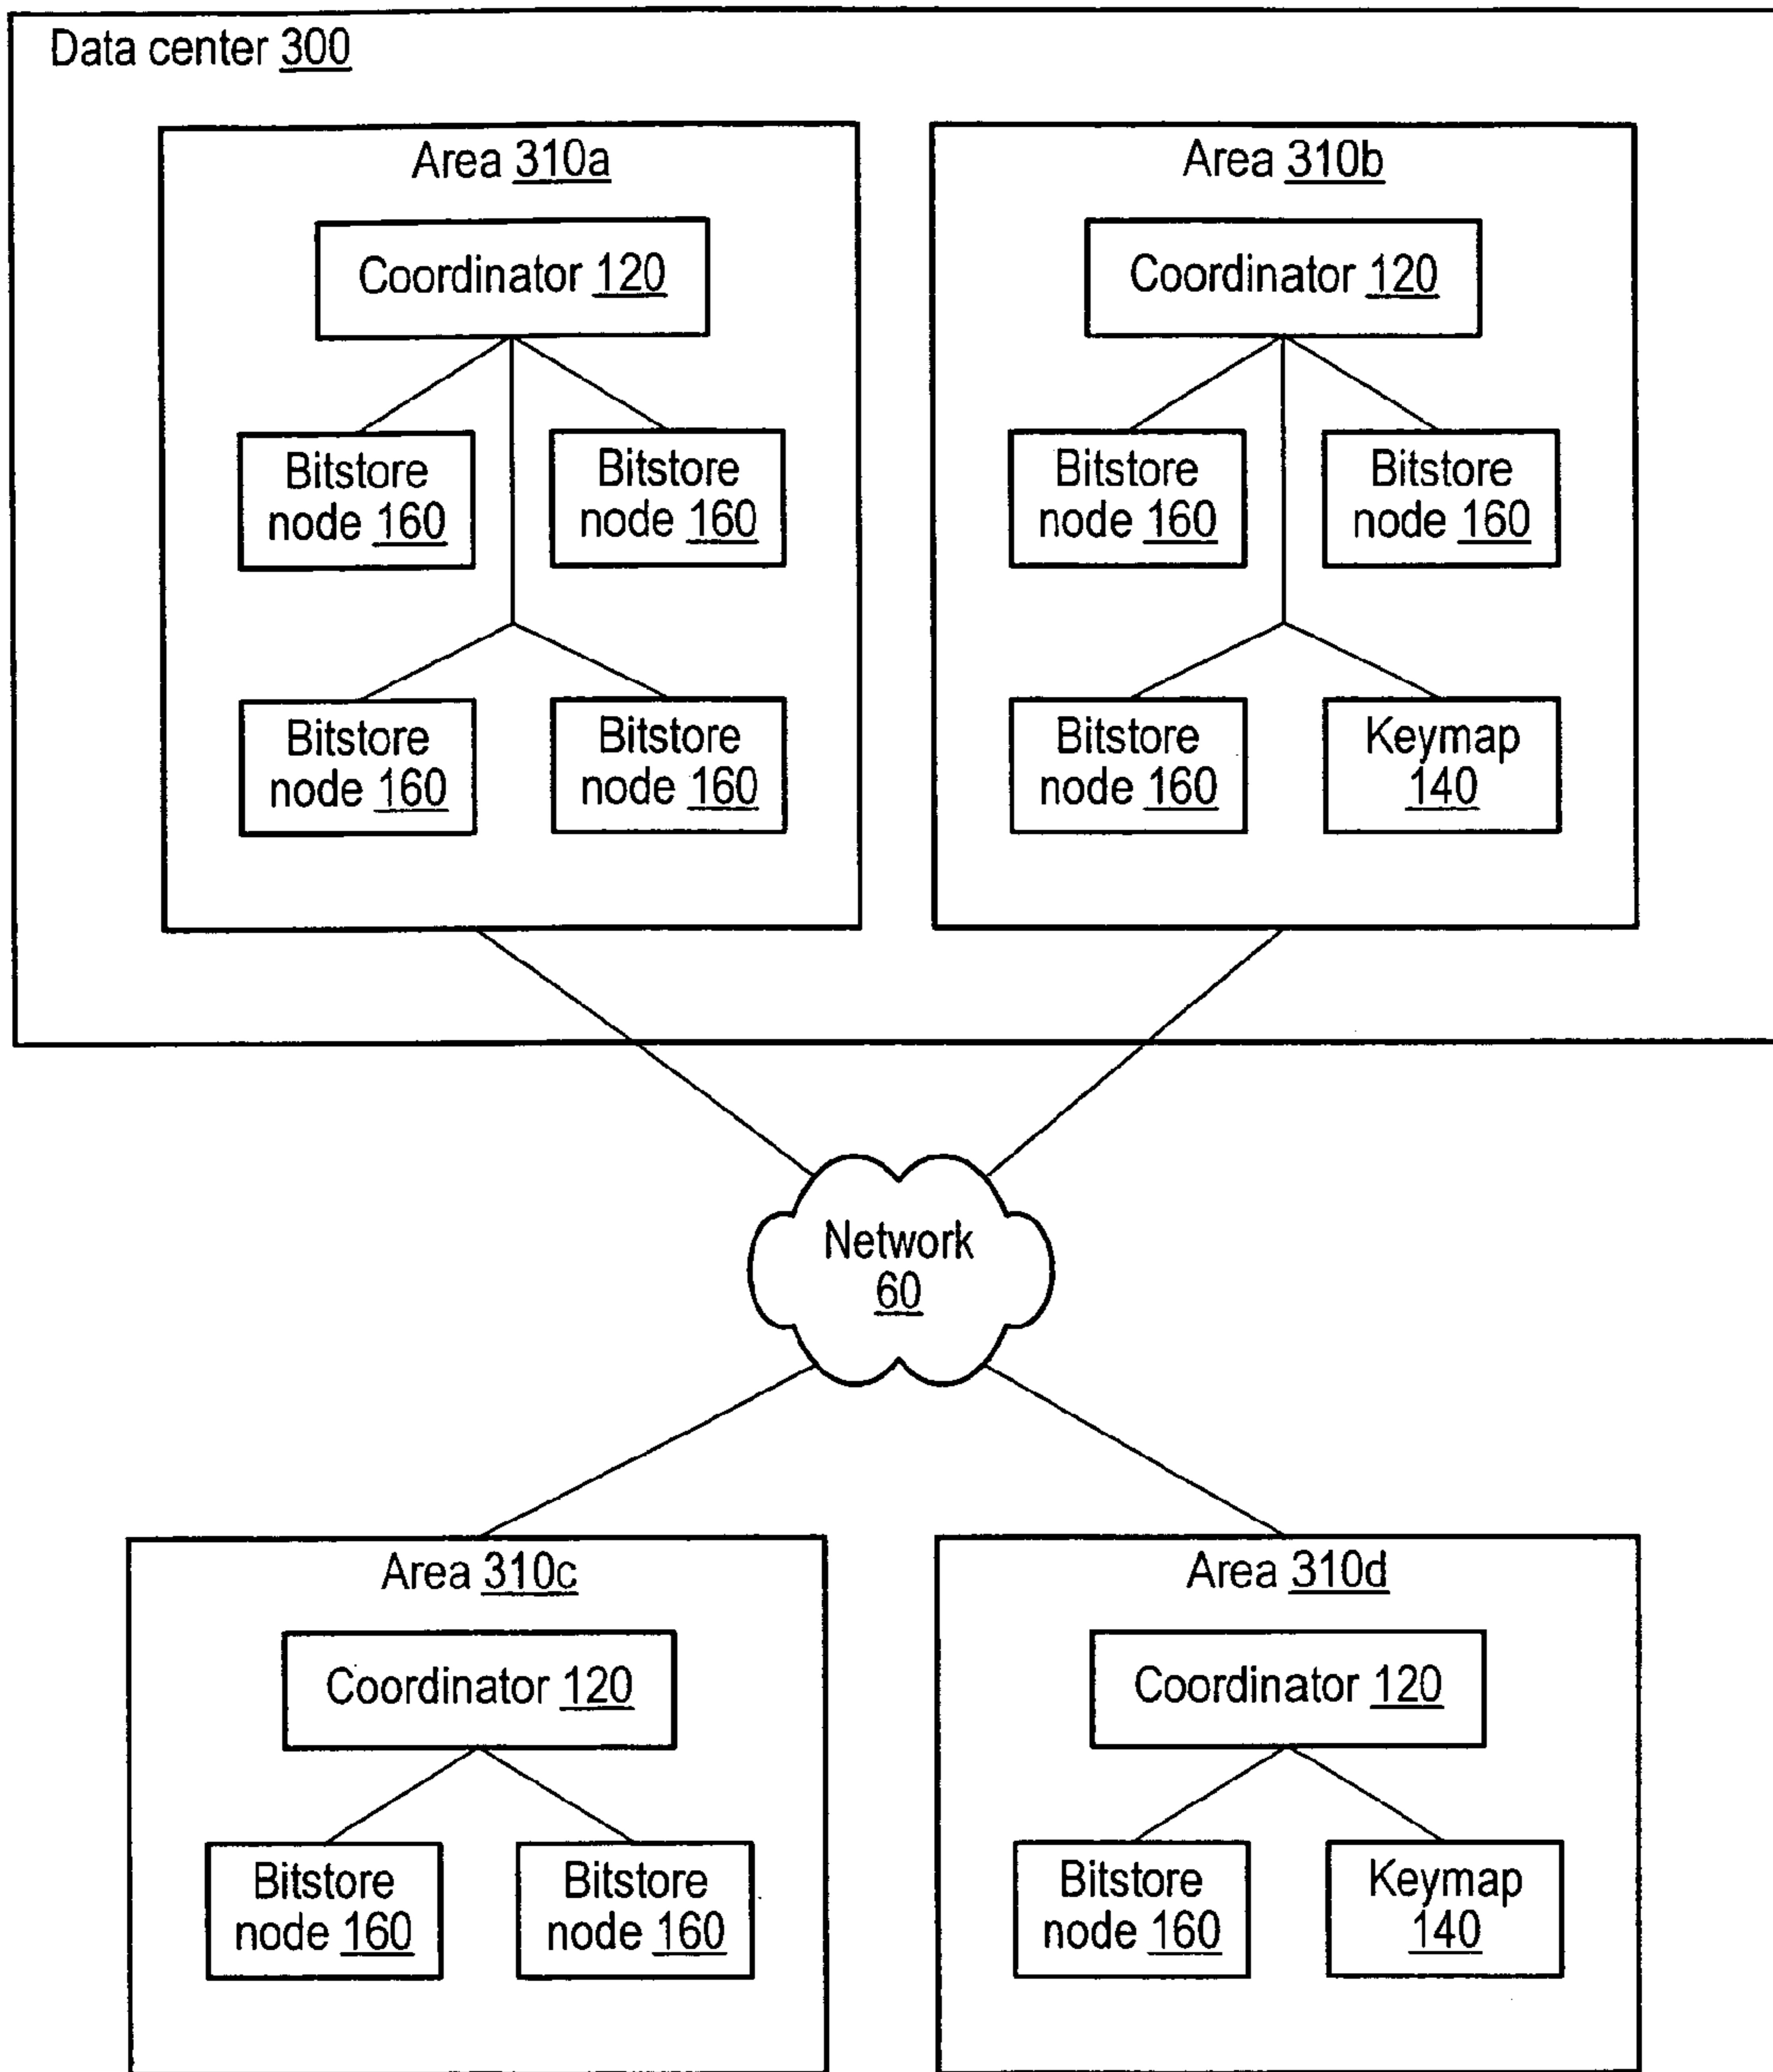 Data center 300
Area 310a
Coordinator 120
Bitstore
node 160
Bitstore
node 160
Bitstore
node 160
Bitstore
node 160
Area 310b
Coordinator 120
Bitstore
node 160
Bitstore
node 160
Bitstore
node 160
Keymap
140
Network
60
Area 310c
Coordinator 120
Bitstore
node 160
Bitstore
node 160
Area 310d
Coordinator 120
Bitstore
node 160
Keymap
140